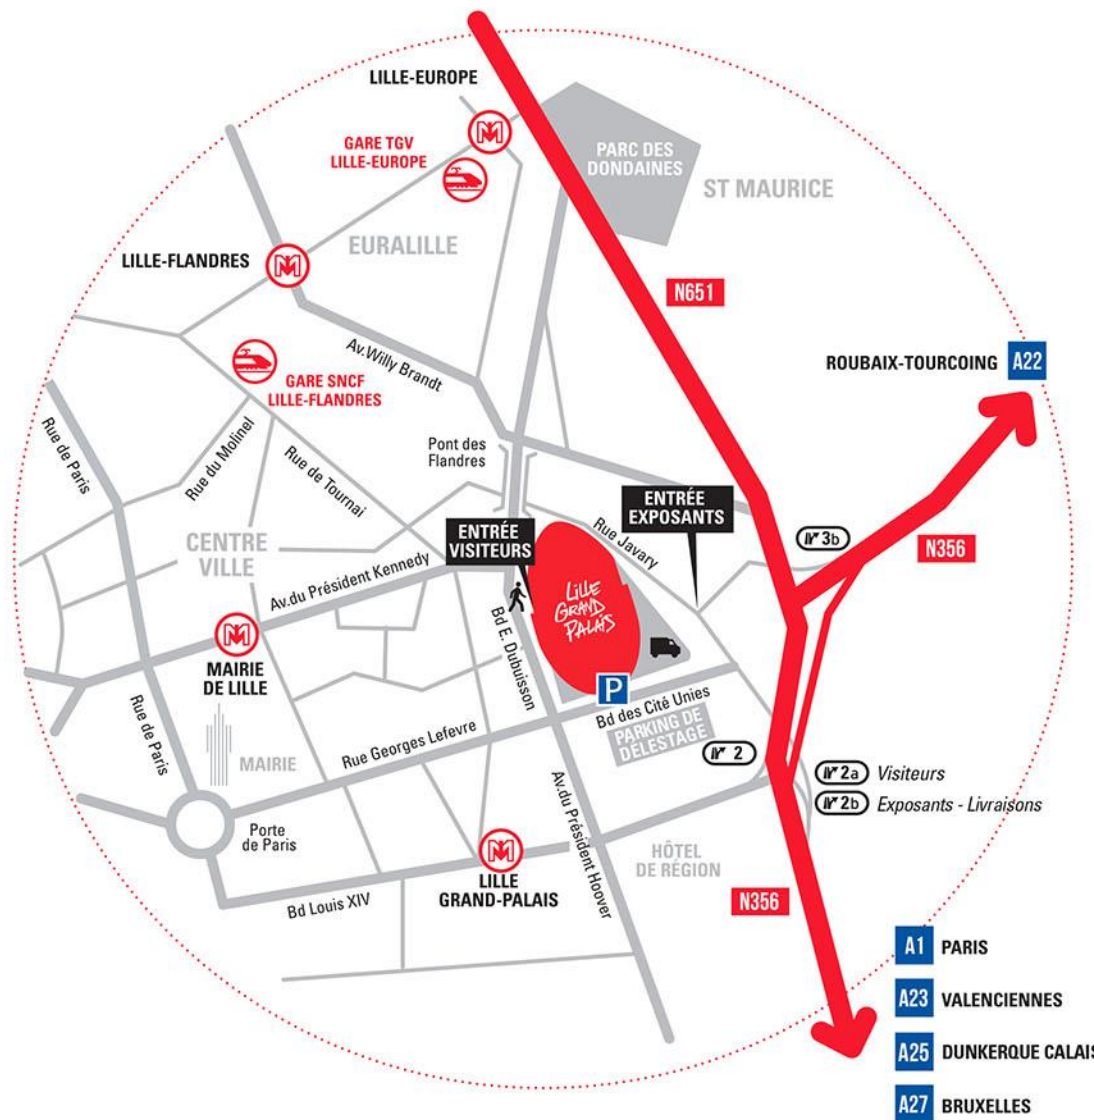 LILLE-EUROPE
GARE TGV
LILLE-EUROPE
PARC DES
DONDAINES
ST MAURICE
EURALILLE
LILLE-FLANDRES
N651
ROUBAIX-TOURCOING A22
Av.Willy Brandt
GARE SNCF
LILLE-FLANDRES
Rue de Paris
Rue du Molinel
Rue de Tournai
Pont des
Flandres
ENTRÉE
EXPOSANTS
ENTRÉE
VISITEURS
Rue Javary
3b
N356
CENTRE
VILLE
Av.du Président Kennedy
LILLE
GRAND
PALAIS
Bd E. Dubuisson
MAIRIE
DE LILLE
P
Bd des Cité Unies
PARKING DE
DÉLESTAGE
Rue de Paris
Rue Georges Lefevre
MAIRIE
2
2a Visiteurs
2b Exposants - Livraisons
Porte
de Paris
Av.du Président Hoover
HÔTEL
DE RÉGION
LILLE
GRAND-PALAIS
Bd Louis XIV
N356
A1 PARIS
A23 VALENCIENNES
A25 DUNKERQUE CALAIS
A27 BRUXELLES